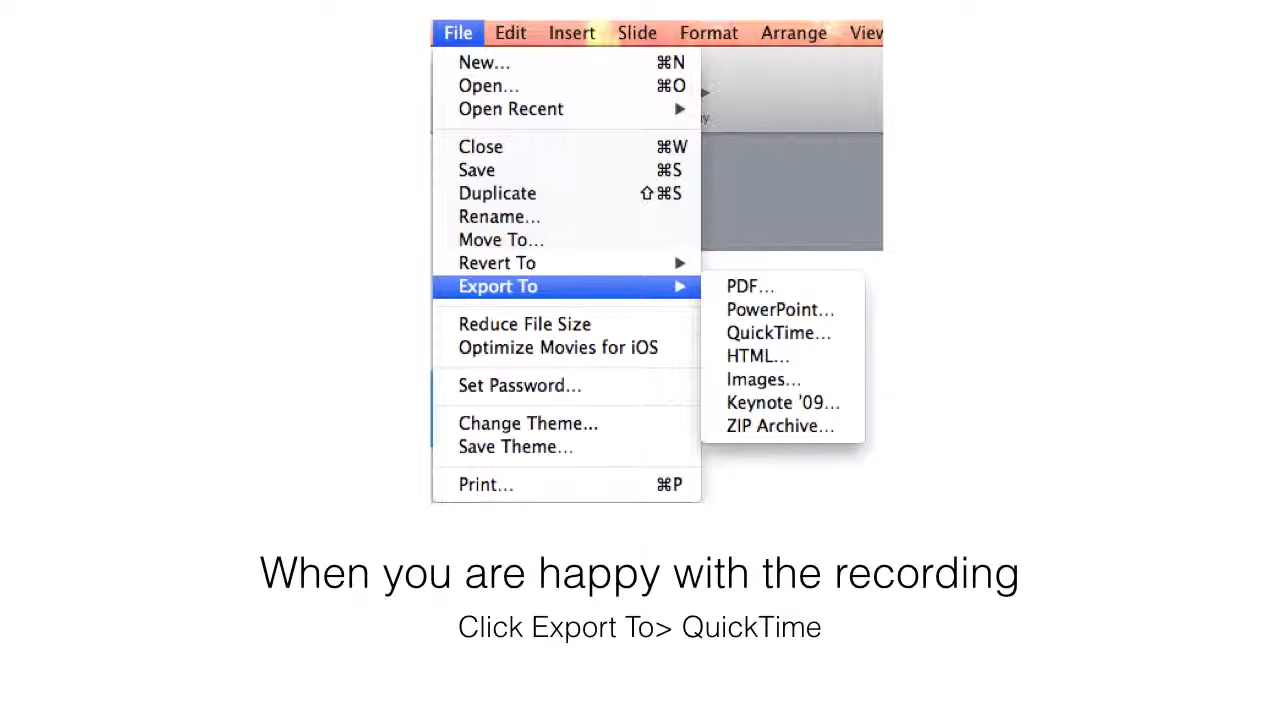 File Edit Insert Slide Format Arrange View
New... ⌘N
Open... ⌘O
Open Recent ▶
Close ⌘W
Save ⌘S
Duplicate ⇧⌘S
Rename...
Move To...
Revert To ▶
Export To ▶
PDF...
PowerPoint...
QuickTime...
HTML...
Images...
Keynote '09...
ZIP Archive...
Reduce File Size
Optimize Movies for iOS
Set Password...
Change Theme...
Save Theme...
Print... ⌘P
When you are happy with the recording
Click Export To> QuickTime